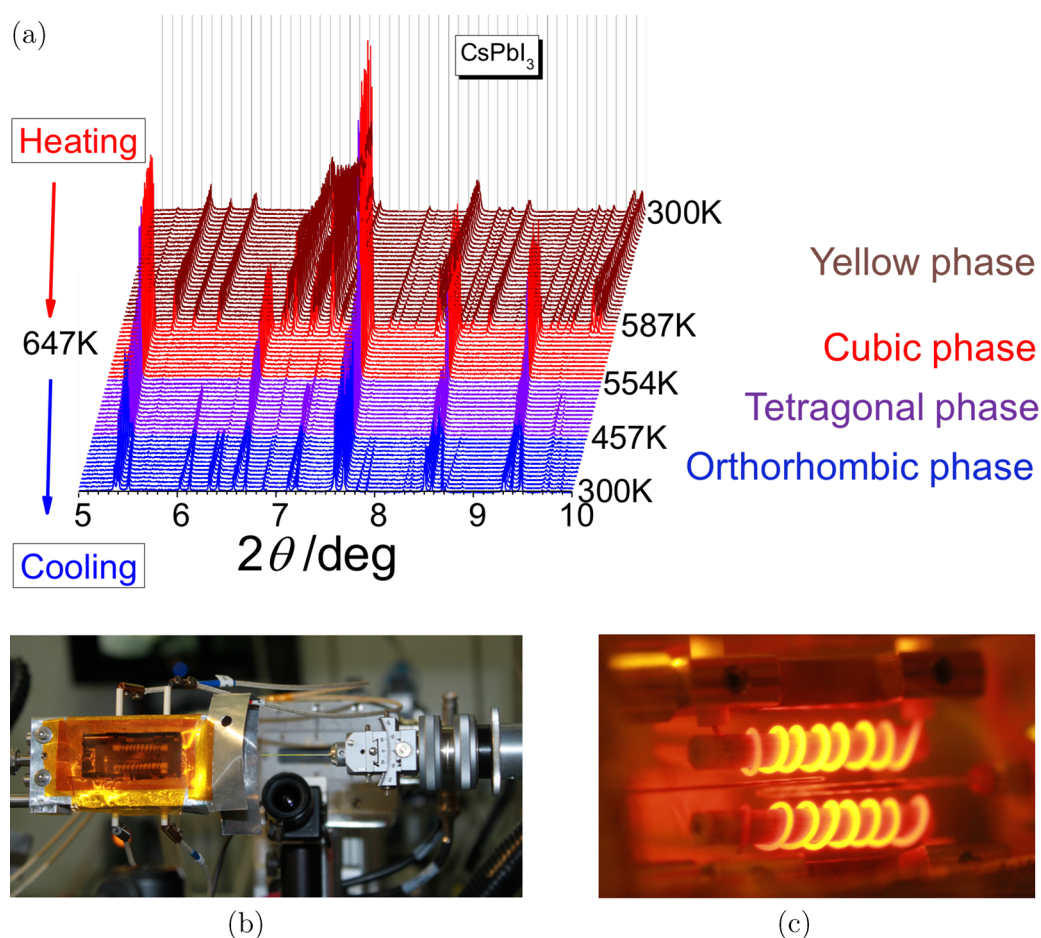 (a)
CsPbI3
Heating
300K
Yellow phase
587K
647K
Cubic phase
554K
Tetragonal phase
457K
Orthorhombic phase
300K
5 6 7 8 9 10
2θ/deg
Cooling
(b) (c)